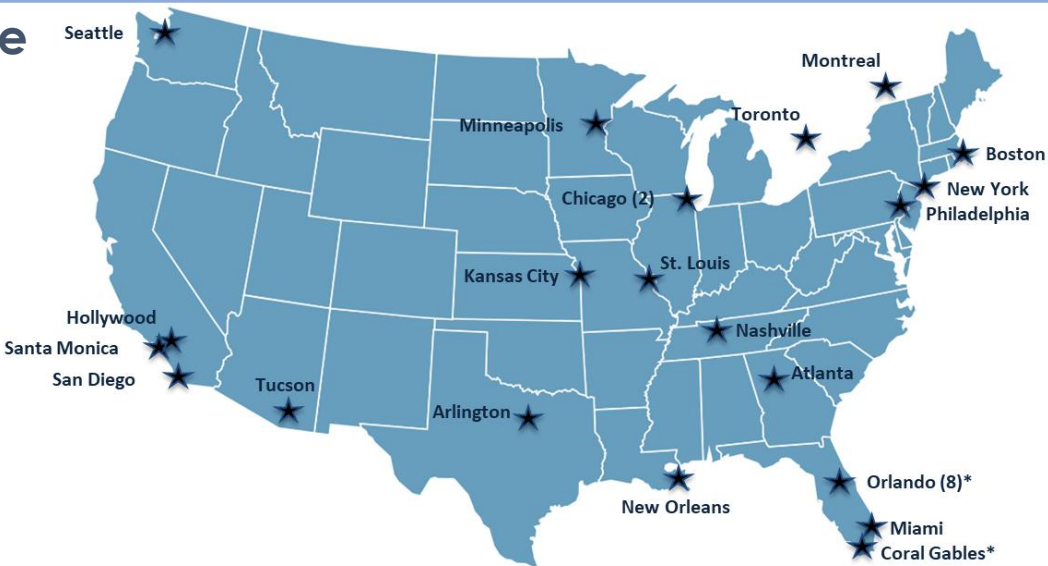 e
Seattle
Montreal
Toronto
Minneapolis
Boston
New York
Chicago (2)
Philadelphia
St. Louis
Kansas City
Hollywood
Nashville
Santa Monica
San Diego
Atlanta
Tucson
Arlington
Orlando (8)*
New Orleans
Miami
Coral Gables*